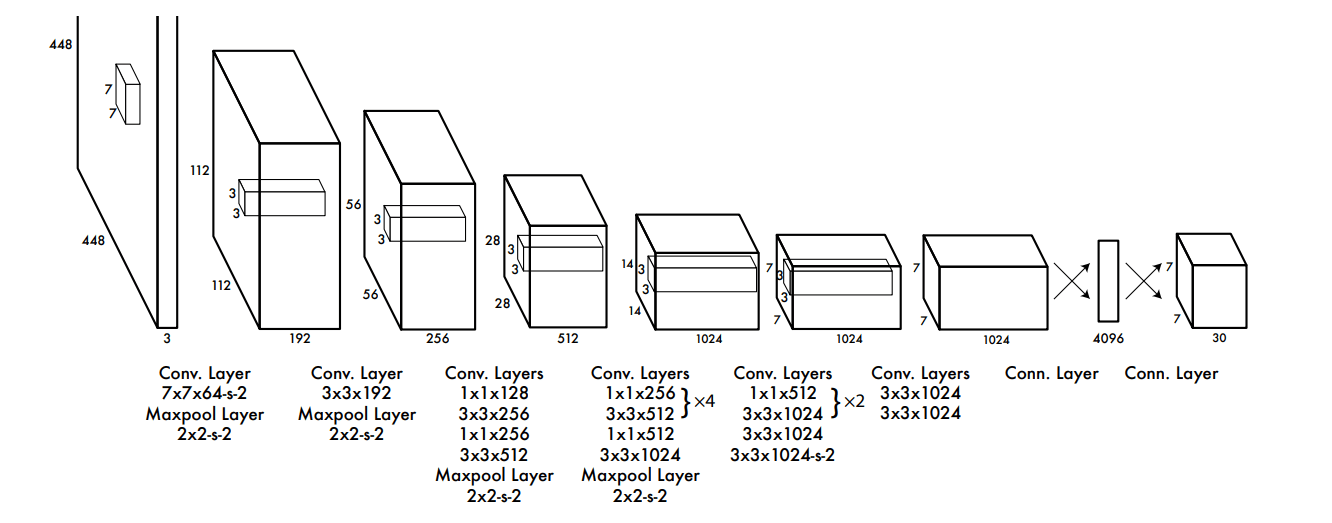 448
7
7
448
3
112
3
3
112
192
56
3
3
56
256
28
3
3
28
512
14
3
3
14
1024
7
3
3
7
1024
7
7
1024
4096
7
7
30
Conv. Layer
7x7x64-s-2
Maxpool Layer
2x2-s-2
Conv. Layer
3x3x192
Maxpool Layer
2x2-s-2
Conv. Layers
1x1x128
3x3x256
1x1x256
3x3x512
Maxpool Layer
2x2-s-2
Conv. Layers
1x1x256
3x3x512
} ×4
1x1x512
3x3x1024
Maxpool Layer
2x2-s-2
Conv. Layers
1x1x512
3x3x1024
} ×2
3x3x1024
3x3x1024-s-2
Conv. Layers
3x3x1024
3x3x1024
Conn. Layer
Conn. Layer